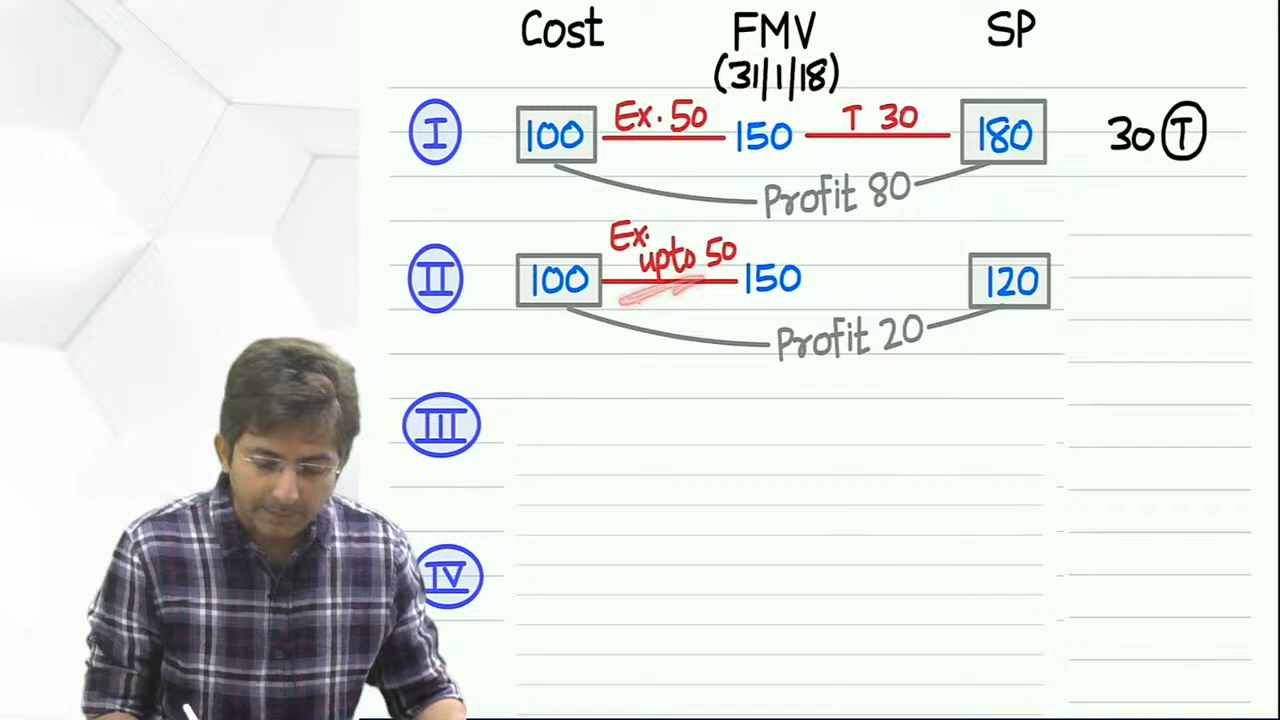 Cost FMV SP
(31/1/18)
I 100 Ex. 50 150 T 30 180 30 T
Profit 80
II 100 Ex. upto 50 150 120
Profit 20
III
IV